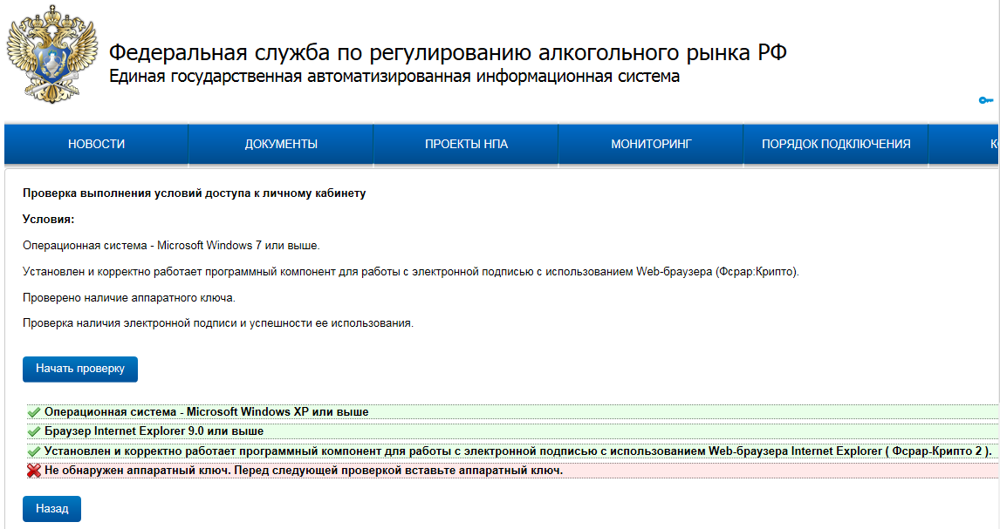 Федеральная служба по регулированию алкогольного рынка РФ
Единая государственная автоматизированная информационная система
НОВОСТИ
ДОКУМЕНТЫ
ПРОЕКТЫ НПА
МОНИТОРИНГ
ПОРЯДОК ПОДКЛЮЧЕНИЯ
Проверка выполнения условий доступа к личному кабинету
Условия:
Операционная система - Microsoft Windows 7 или выше.
Установлен и корректно работает программный компонент для работы с электронной подписью с использованием Web-браузера (Фсрар:Крипто).
Проверено наличие аппаратного ключа.
Проверка наличия электронной подписи и успешности ее использования.
Начать проверку
Операционная система - Microsoft Windows XP или выше
Браузер Internet Explorer 9.0 или выше
Установлен и корректно работает программный компонент для работы с электронной подписью с использованием Web-браузера Internet Explorer ( Фсрар-Крипто 2 ).
Не обнаружен аппаратный ключ. Перед следующей проверкой вставьте аппаратный ключ.
Назад